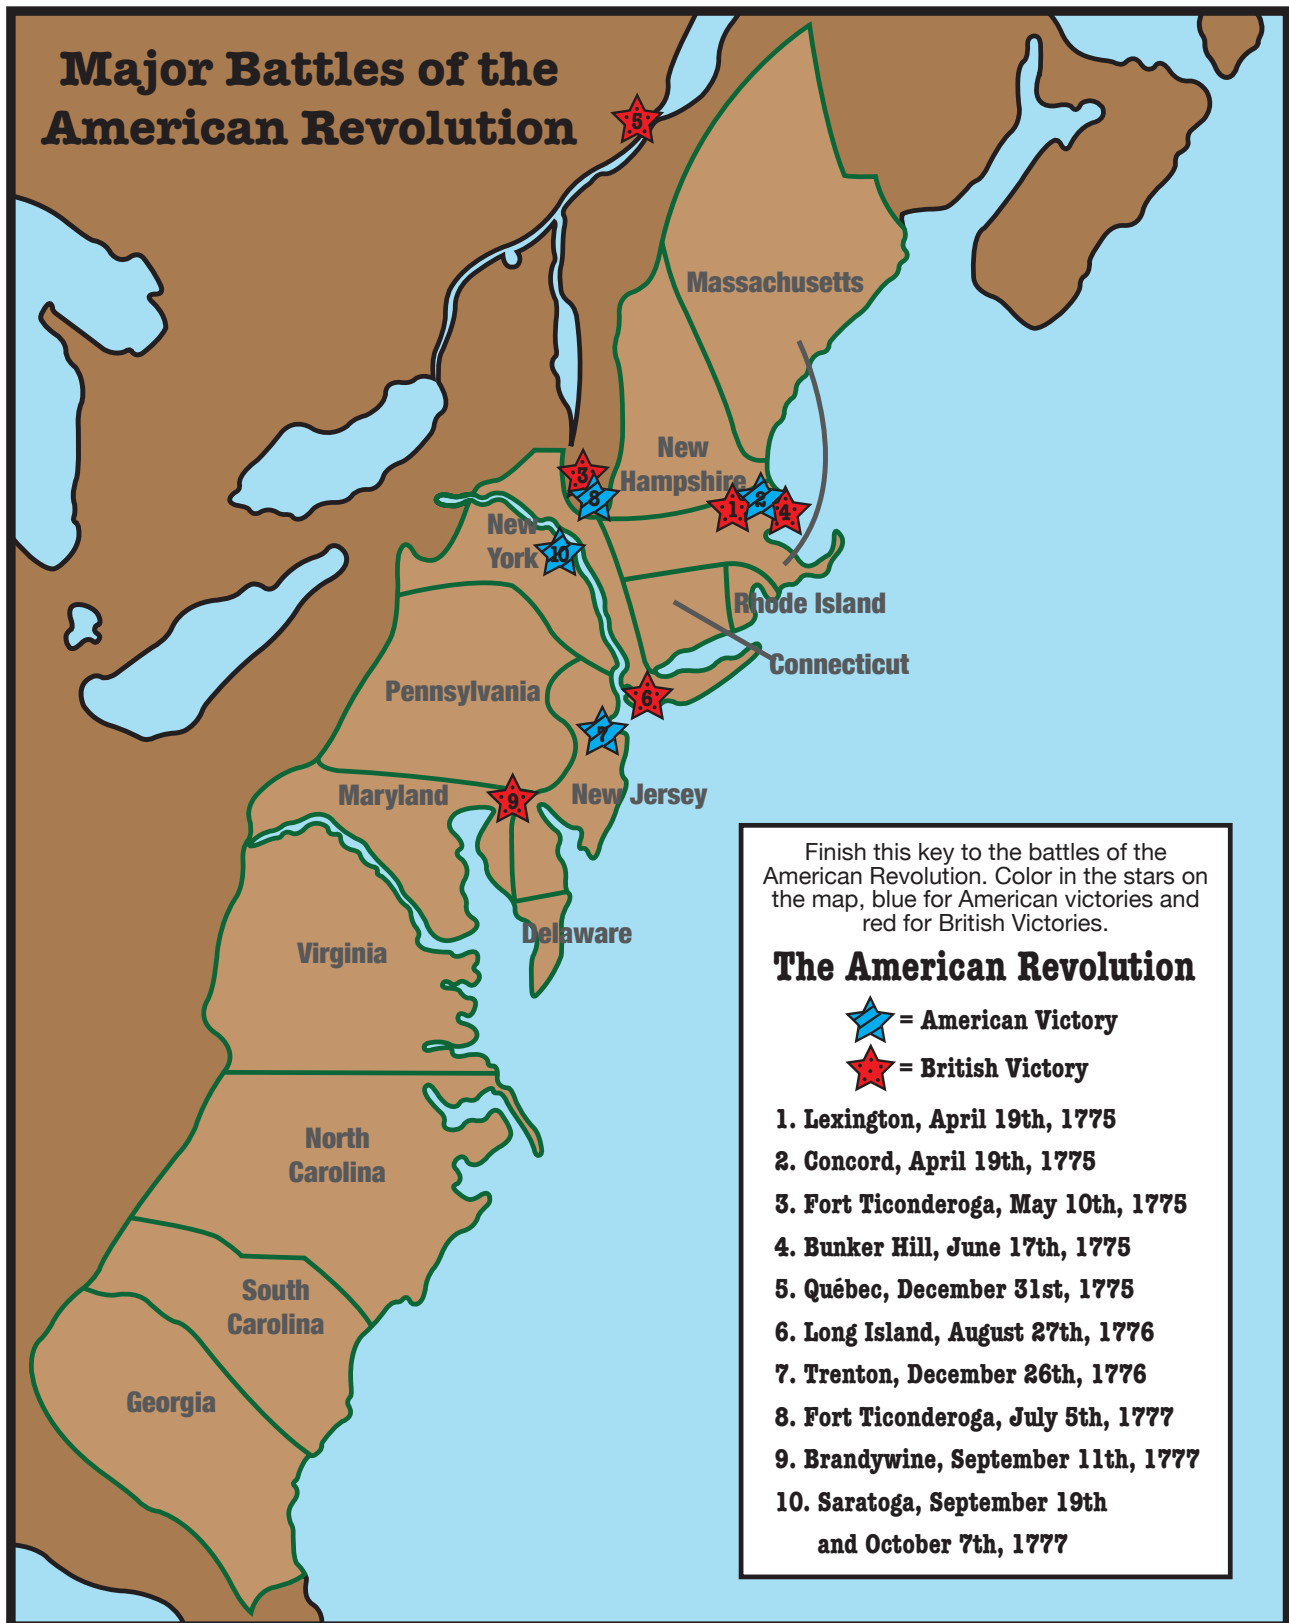 Major Battles of the
American Revolution
5
Massachusetts
New
Hampshire
3
8
1
2
4
New
York
10
Rhode Island
Connecticut
Pennsylvania
6
7
Maryland
9
New Jersey
Delaware
Virginia
North
Carolina
South
Carolina
Georgia
Finish this key to the battles of the
American Revolution. Color in the stars on
the map, blue for American victories and
red for British Victories.
The American Revolution
= American Victory
= British Victory
1. Lexington, April 19th, 1775
2. Concord, April 19th, 1775
3. Fort Ticonderoga, May 10th, 1775
4. Bunker Hill, June 17th, 1775
5. Québec, December 31st, 1775
6. Long Island, August 27th, 1776
7. Trenton, December 26th, 1776
8. Fort Ticonderoga, July 5th, 1777
9. Brandywine, September 11th, 1777
10. Saratoga, September 19th
and October 7th, 1777